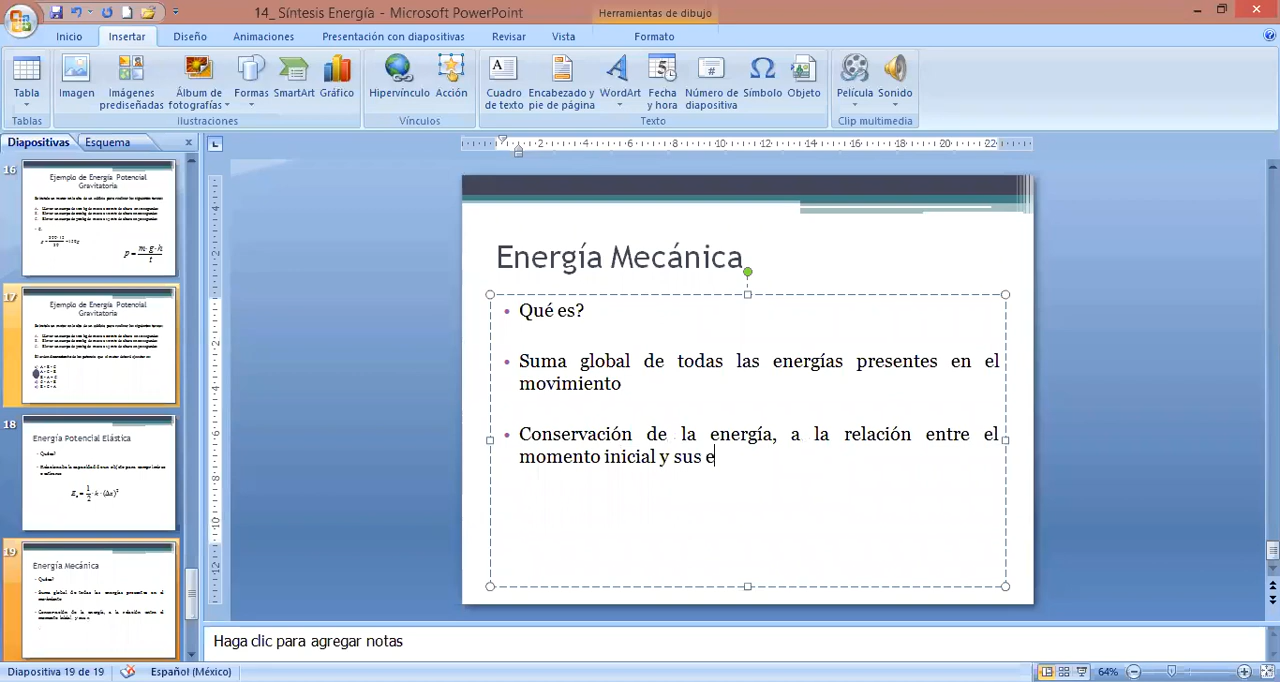 14_ Síntesis Energía - Microsoft PowerPoint
Herramientas de dibujo
Inicio Insertar Diseño Animaciones Presentación con diapositivas Revisar Vista Formato
Tabla
Imagen
Imágenes prediseñadas
Álbum de fotografías
Formas
SmartArt
Gráfico
Hipervínculo
Acción
Cuadro de texto
Encabezado y pie de página
WordArt
Fecha y hora
Número de diapositiva
Símbolo
Objeto
Película
Sonido
Tablas Ilustraciones Vínculos Texto Clip multimedia
Diapositivas Esquema
16
Ejemplo de Energía Potencial
Gravitatoria
17
Ejemplo de Energía Potencial
Gravitatoria
18
Energía Potencial Elástica
19
Energía Mecánica
Energía Mecánica
• Qué es?
• Suma global de todas las energías presentes en el
movimiento
• Conservación de la energía, a la relación entre el
momento inicial y sus e
Haga clic para agregar notas
Diapositiva 19 de 19 Español (México) 64%